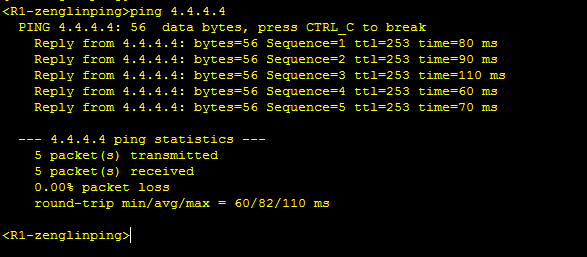 <R1-zenglinping>ping 4.4.4.4
PING 4.4.4.4: 56  data bytes, press CTRL_C to break
Reply from 4.4.4.4: bytes=56 Sequence=1 ttl=253 time=80 ms
Reply from 4.4.4.4: bytes=56 Sequence=2 ttl=253 time=90 ms
Reply from 4.4.4.4: bytes=56 Sequence=3 ttl=253 time=110 ms
Reply from 4.4.4.4: bytes=56 Sequence=4 ttl=253 time=60 ms
Reply from 4.4.4.4: bytes=56 Sequence=5 ttl=253 time=70 ms
--- 4.4.4.4 ping statistics ---
5 packet(s) transmitted
5 packet(s) received
0.00% packet loss
round-trip min/avg/max = 60/82/110 ms
<R1-zenglinping>